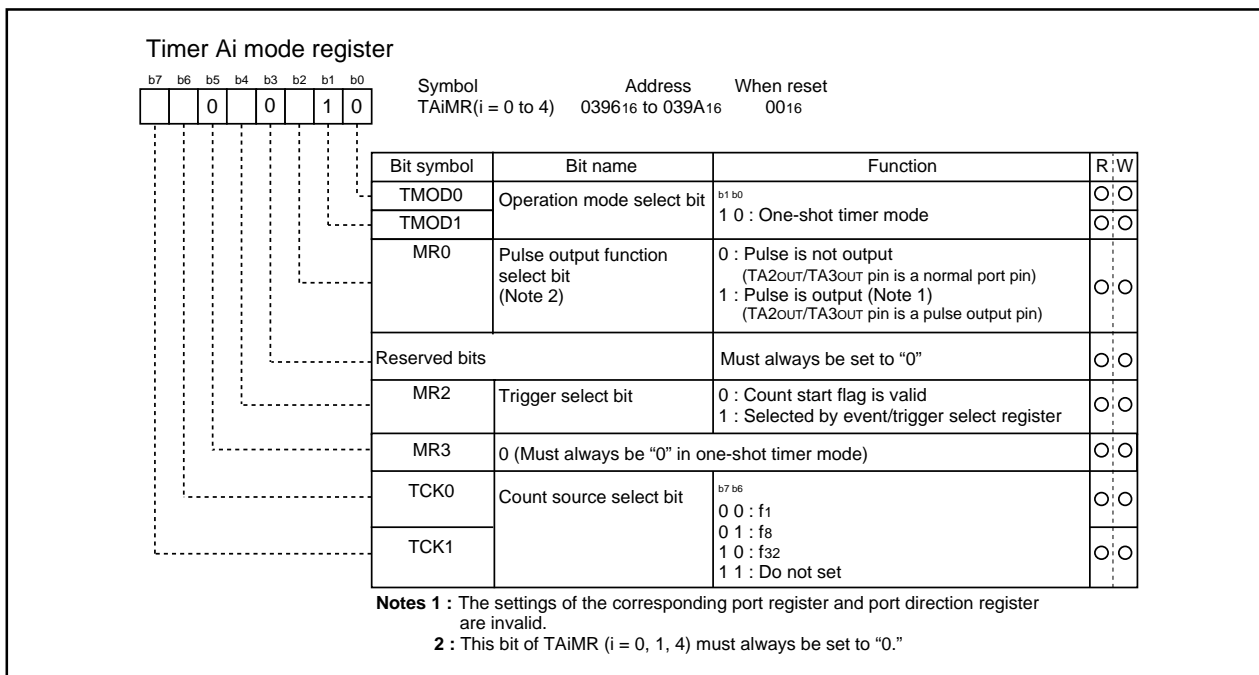 Timer Ai mode register
b7 b6 b5 b4 b3 b2 b1 b0
0 0 1 0
Symbol Address When reset
TAiMR(i = 0 to 4) 039616 to 039A16 0016
Bit symbol Bit name Function R W
TMOD0 Operation mode select bit b1 b0
1 0 : One-shot timer mode
TMOD1
MR0 Pulse output function 0 : Pulse is not output
select bit (TA2OUT/TA3OUT pin is a normal port pin)
(Note 2) 1 : Pulse is output (Note 1)
(TA2OUT/TA3OUT pin is a pulse output pin)
Reserved bits Must always be set to “0”
MR2 Trigger select bit 0 : Count start flag is valid
1 : Selected by event/trigger select register
MR3 0 (Must always be “0” in one-shot timer mode)
TCK0 Count source select bit b7 b6
0 0 : f1
0 1 : f8
TCK1 1 0 : f32
1 1 : Do not set
Notes 1 : The settings of the corresponding port register and port direction register
are invalid.
2 : This bit of TAiMR (i = 0, 1, 4) must always be set to “0.”